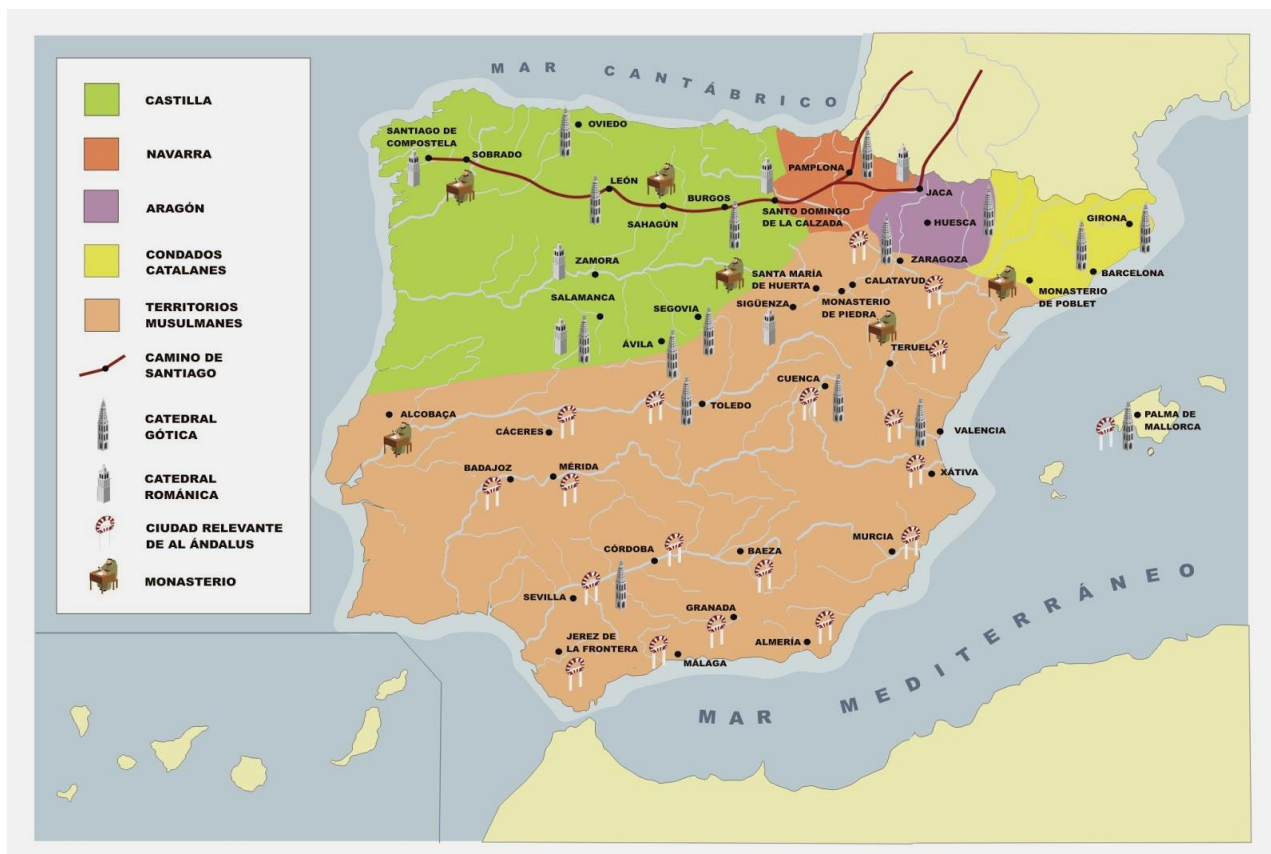 CASTILLA
NAVARRA
ARAGÓN
CONDADOS
CATALANES
TERRITORIOS
MUSULMANES
CAMINO DE
SANTIAGO
CATEDRAL
GÓTICA
CATEDRAL
ROMÁNICA
CIUDAD RELEVANTE
DE AL ÁNDALUS
MONASTERIO
MAR CANTÁBRICO
SANTIAGO DE
COMPOSTELA
SOBRADO
OVIEDO
LEÓN
SAHAGÚN
BURGOS
SANTO DOMINGO
DE LA CALZADA
PAMPLONA
JACA
HUESCA
GIRONA
BARCELONA
ZARAGOZA
MONASTERIO
DE POBLET
ZAMORA
SALAMANCA
SEGOVIA
ÁVILA
SANTA MARÍA
DE HUERTA
SIGÜENZA
CALATAYUD
MONASTERIO
DE PIEDRA
TERUEL
CUENCA
TOLEDO
ALCOBAÇA
CÁCERES
VALENCIA
PALMA DE
MALLORCA
BADAJOZ
MÉRIDA
XÁTIVA
CÓRDOBA
BAEZA
MURCIA
SEVILLA
GRANADA
ALMERÍA
JEREZ DE
LA FRONTERA
MÁLAGA
MAR MEDITERRÁNEO